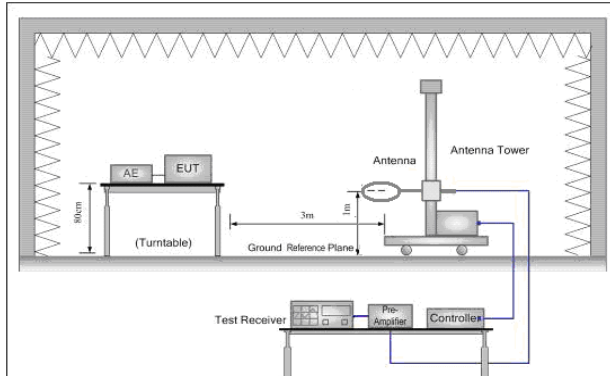 Antenna Tower
Antenna
AE
EUT
80cm
3m
1m
(Turntable)
Ground Reference Plane
Test Receiver
Pre-
Amplifier
Controller